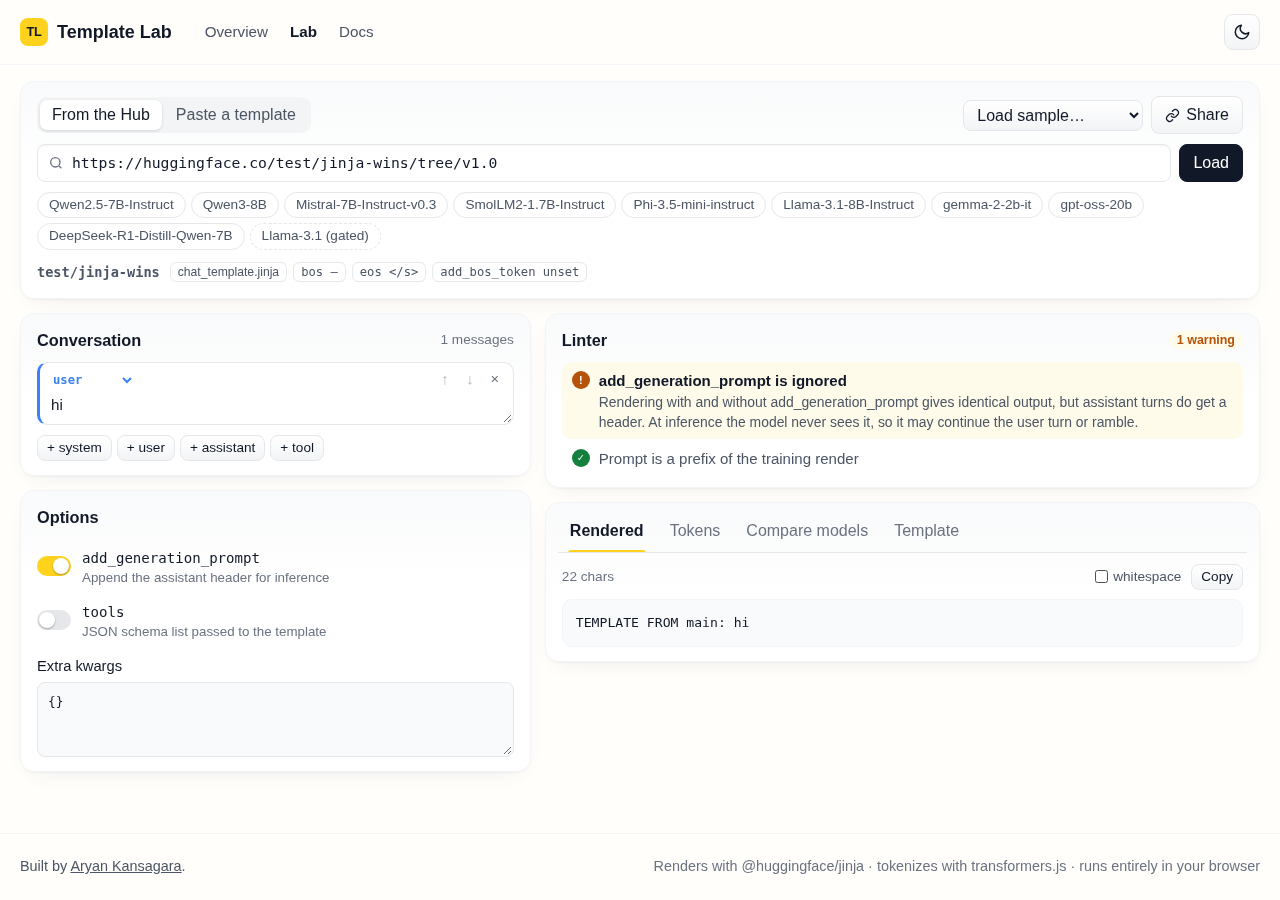 TL Template Lab Overview Lab Docs
From the Hub Paste a template Load sample… Share
https://huggingface.co/test/jinja-wins/tree/v1.0 Load
Qwen2.5-7B-Instruct Qwen3-8B Mistral-7B-Instruct-v0.3 SmolLM2-1.7B-Instruct Phi-3.5-mini-instruct Llama-3.1-8B-Instruct gemma-2-2b-it gpt-oss-20b
DeepSeek-R1-Distill-Qwen-7B Llama-3.1 (gated)
test/jinja-wins chat_template.jinja bos — eos </s> add_bos_token unset
Conversation 1 messages
user ↑ ↓ ×
hi
+ system + user + assistant + tool
Options
add_generation_prompt
Append the assistant header for inference
tools
JSON schema list passed to the template
Extra kwargs
{}
Linter 1 warning
! add_generation_prompt is ignored
Rendering with and without add_generation_prompt gives identical output, but assistant turns do get a
header. At inference the model never sees it, so it may continue the user turn or ramble.
✓ Prompt is a prefix of the training render
Rendered Tokens Compare models Template
22 chars whitespace Copy
TEMPLATE FROM main: hi
Built by Aryan Kansagara. Renders with @huggingface/jinja · tokenizes with transformers.js · runs entirely in your browser